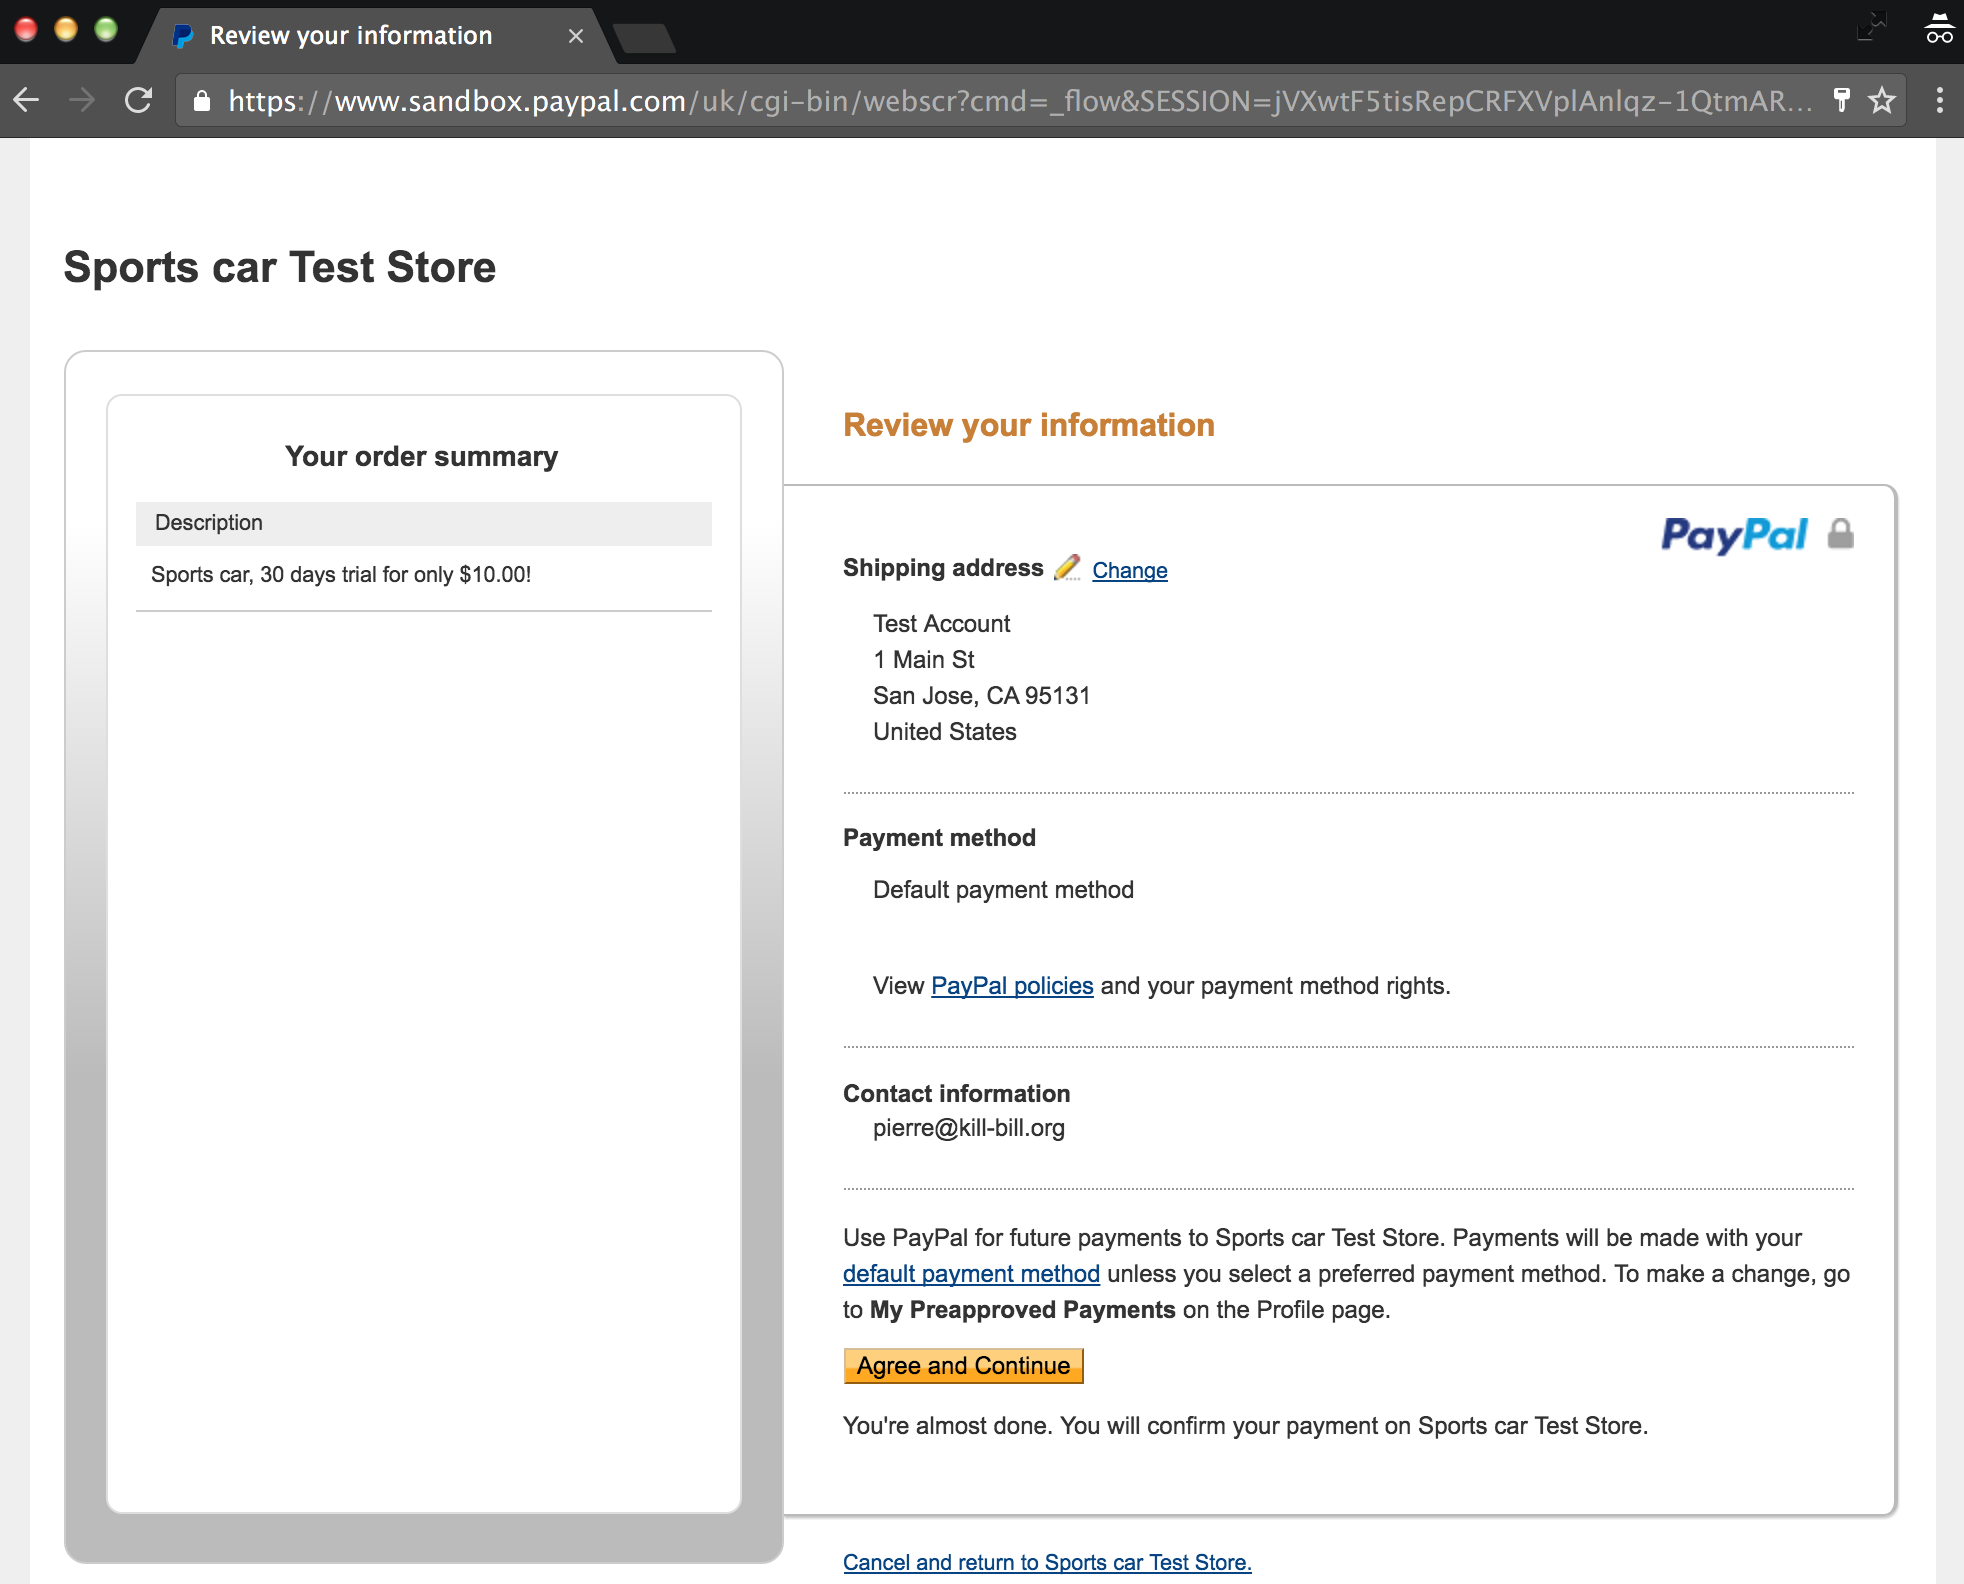 Review your information
https://www.sandbox.paypal.com/uk/cgi-bin/webscr?cmd=_flow&SESSION=jVXwtF5tisRepCRFXVplAnlqz-1QtmAR...
Sports car Test Store
Your order summary
Description
Sports car, 30 days trial for only $10.00!
Review your information
PayPal
Shipping address Change
Test Account
1 Main St
San Jose, CA 95131
United States
Payment method
Default payment method
View PayPal policies and your payment method rights.
Contact information
pierre@kill-bill.org
Use PayPal for future payments to Sports car Test Store. Payments will be made with your
default payment method unless you select a preferred payment method. To make a change, go
to My Preapproved Payments on the Profile page.
Agree and Continue
You're almost done. You will confirm your payment on Sports car Test Store.
Cancel and return to Sports car Test Store.